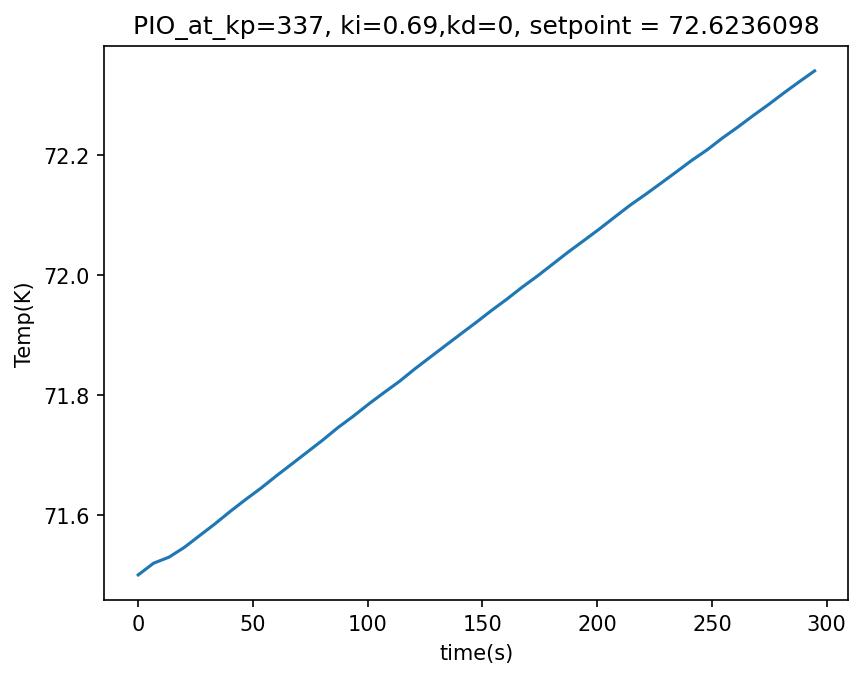 PIO_at_kp=337, ki=0.69,kd=0, setpoint = 72.6236098
Temp(K)
72.2
72.0
71.8
71.6
0 50 100 150 200 250 300
time(s)